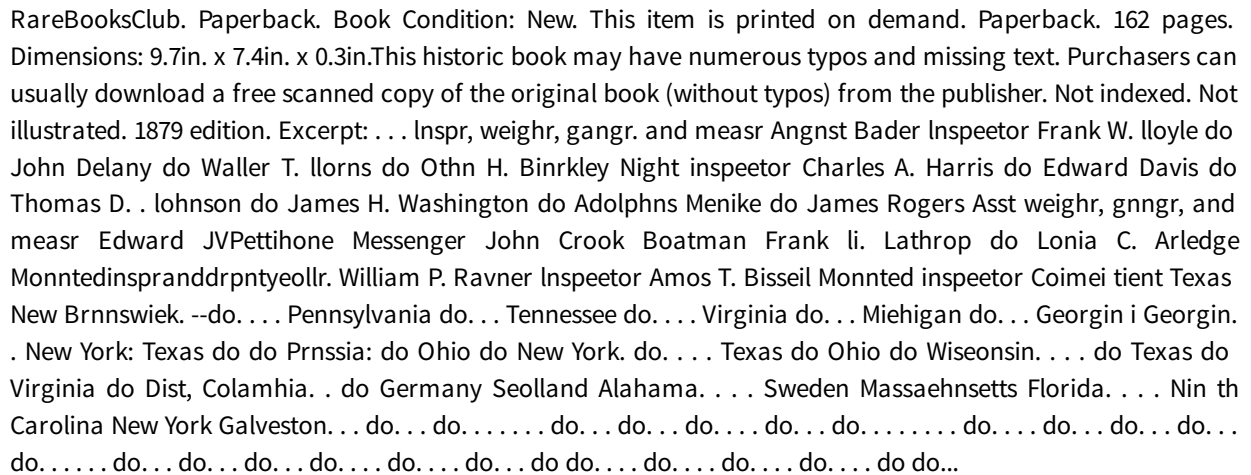 RareBooksClub. Paperback. Book Condition: New. This item is printed on demand. Paperback. 162 pages.
Dimensions: 9.7in. x 7.4in. x 0.3in.This historic book may have numerous typos and missing text. Purchasers can
usually download a free scanned copy of the original book (without typos) from the publisher. Not indexed. Not
illustrated. 1879 edition. Excerpt: . . . lnspr, weighr, gangr. and measr Angnst Bader lnspeetor Frank W. lloyle do
John Delany do Waller T. llorns do Othn H. Binrkley Night inspeetor Charles A. Harris do Edward Davis do
Thomas D. . lohnson do James H. Washington do Adolphns Menike do James Rogers Asst weighr, gnngr, and
measr Edward JVPettihone Messenger John Crook Boatman Frank li. Lathrop do Lonia C. Arledge
Monntedinspranddrpntyeollr. William P. Ravner lnspeetor Amos T. Bisseil Monnted inspeetor Coimei tient Texas
New Brnnswiek. --do. . . . Pennsylvania do. . . Tennessee do. . . . Virginia do. . . Miehigan do. . . Georgin i Georgin.
. New York: Texas do do Prnssia: do Ohio do New York. do. . . . Texas do Ohio do Wiseonsin. . . . do Texas do
Virginia do Dist, Colamhia. . do Germany Seolland Alahama. . . . Sweden Massaehnsetts Florida. . . . Nin th
Carolina New York Galveston. . . do. . . do. . . . . . . do. . . do. . . do. . . . do. . . do. . . . . . . . do. . . . do. . . do. . . do. . .
do. . . . . . do. . . do. . . do. . . do. . . . do. . . . do. . . do do. . . . do. . . . do. . . . do. . . . do do...